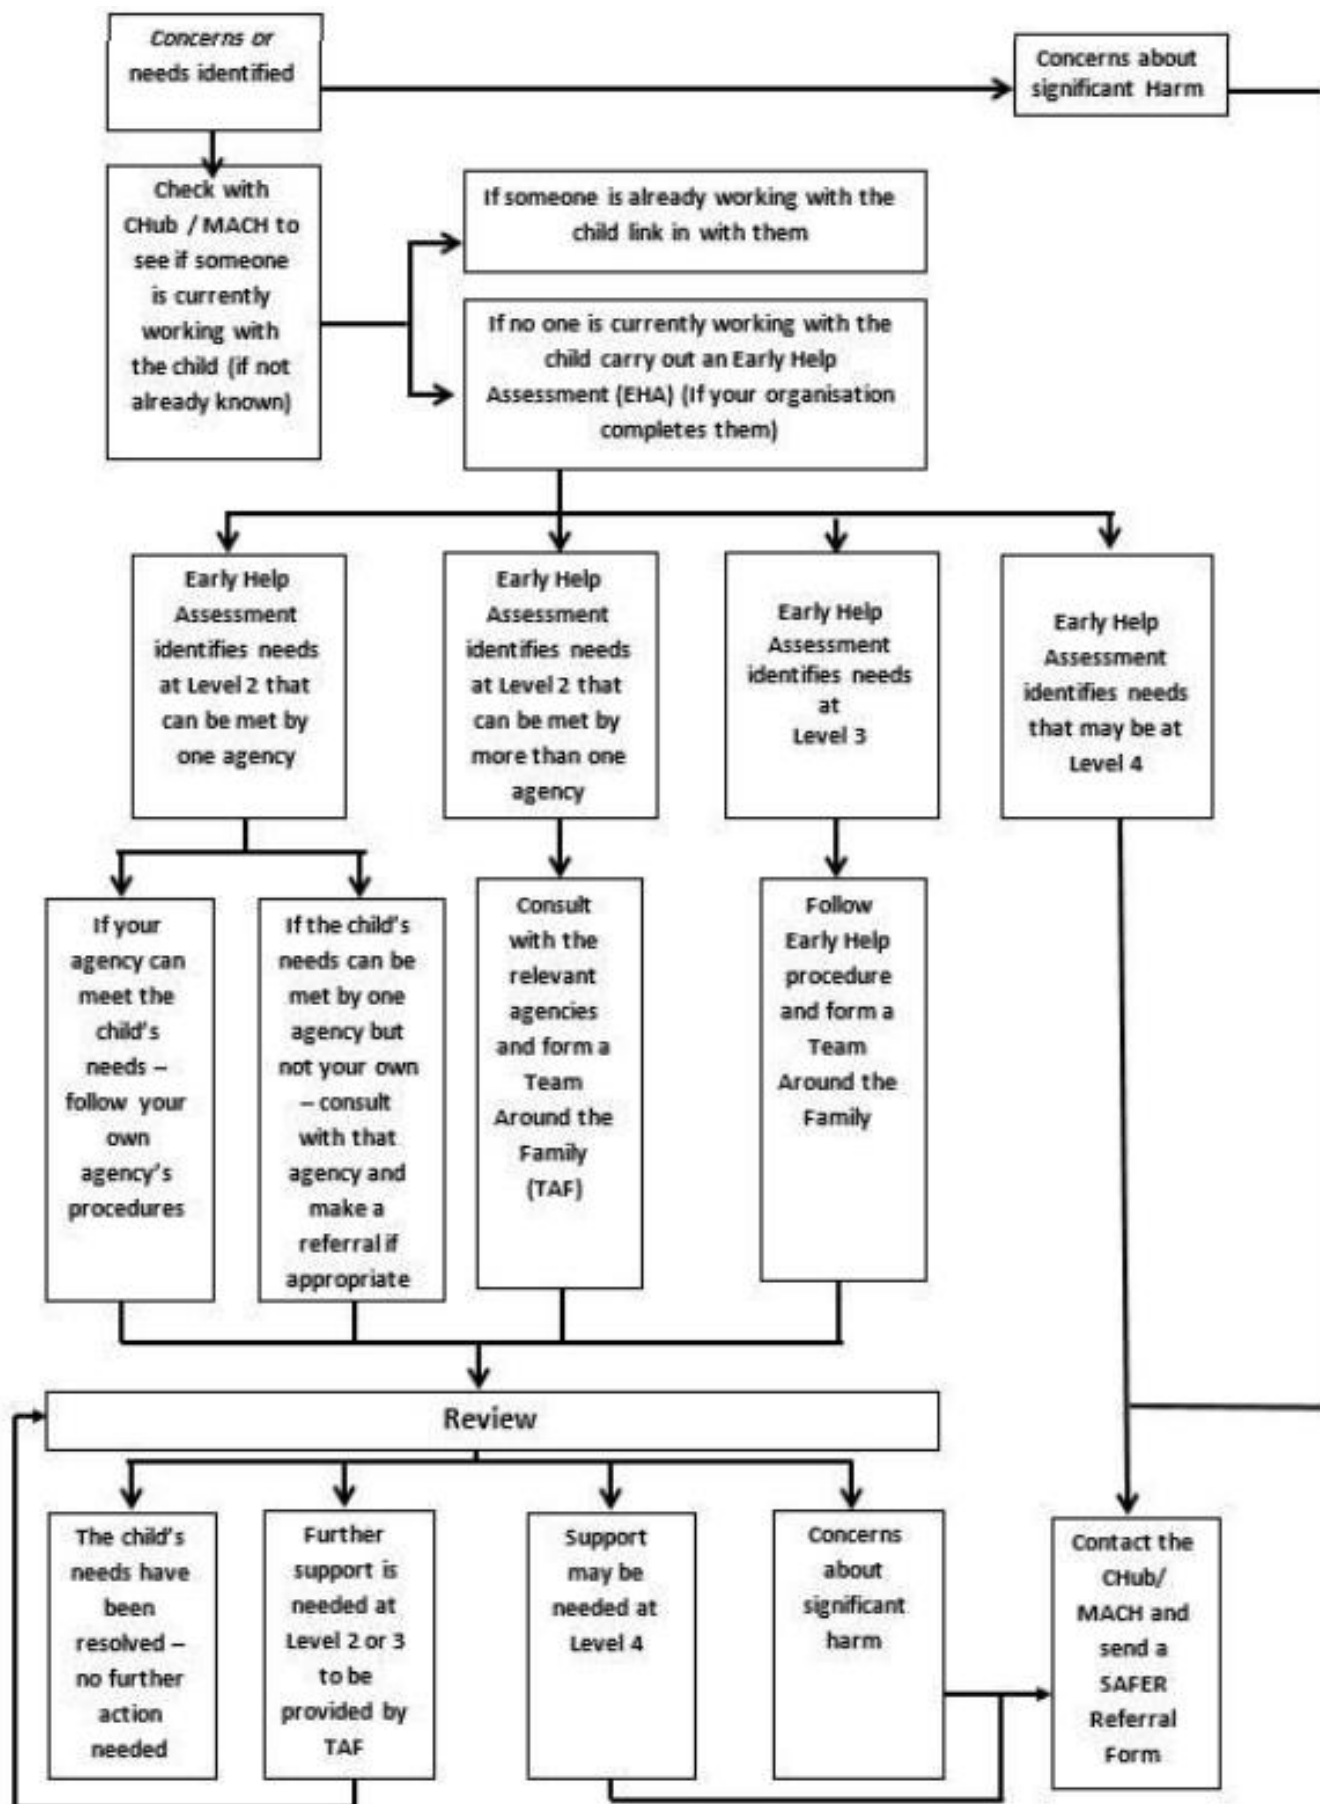 Concerns or
needs identified
Concerns about
significant Harm
Check with
CHub / MACH to
see if someone
is currently
working with
the child (if not
already known)
If someone is already working with the
child link in with them
If no one is currently working with the
child carry out an Early Help
Assessment (EHA) (If your organisation
completes them)
Early Help
Assessment
identifies needs
at Level 2 that
can be met by
one agency
Early Help
Assessment
identifies needs
at Level 2 that
can be met by
more than one
agency
Early Help
Assessment
identifies needs
at
Level 3
Early Help
Assessment
identifies needs
that may be at
Level 4
If your
agency can
meet the
child's
needs –
follow your
own
agency's
procedures
If the child's
needs can be
met by one
agency but
not your own
– consult
with that
agency and
make a
referral if
appropriate
Consult
with the
relevant
agencies
and form a
Team
Around the
Family
(TAF)
Follow
Early Help
procedure
and form a
Team
Around the
Family
Review
The child's
needs have
been
resolved –
no further
action
needed
Further
support is
needed at
Level 2 or 3
to be
provided by
TAF
Support
may be
needed at
Level 4
Concerns
about
significant
harm
Contact the
CHub/
MACH and
send a
SAFER
Referral
Form